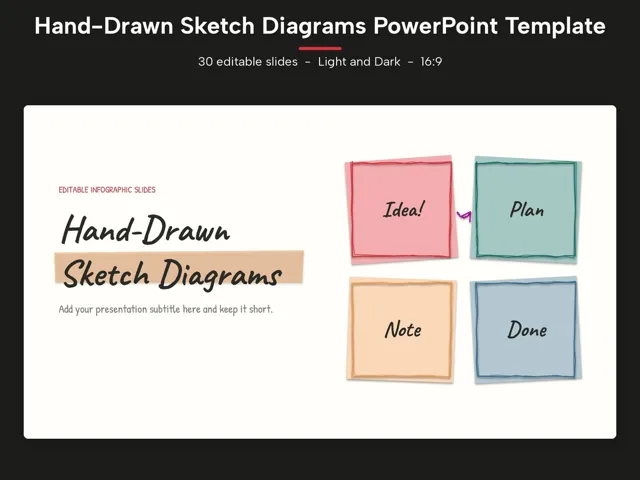 Hand-Drawn Sketch Diagrams PowerPoint Template
30 editable slides - Light and Dark - 16:9
EDITABLE INFOGRAPHIC SLIDES
Hand-Drawn
Sketch Diagrams
Add your presentation subtitle here and keep it short.
Idea!
Plan
Note
Done